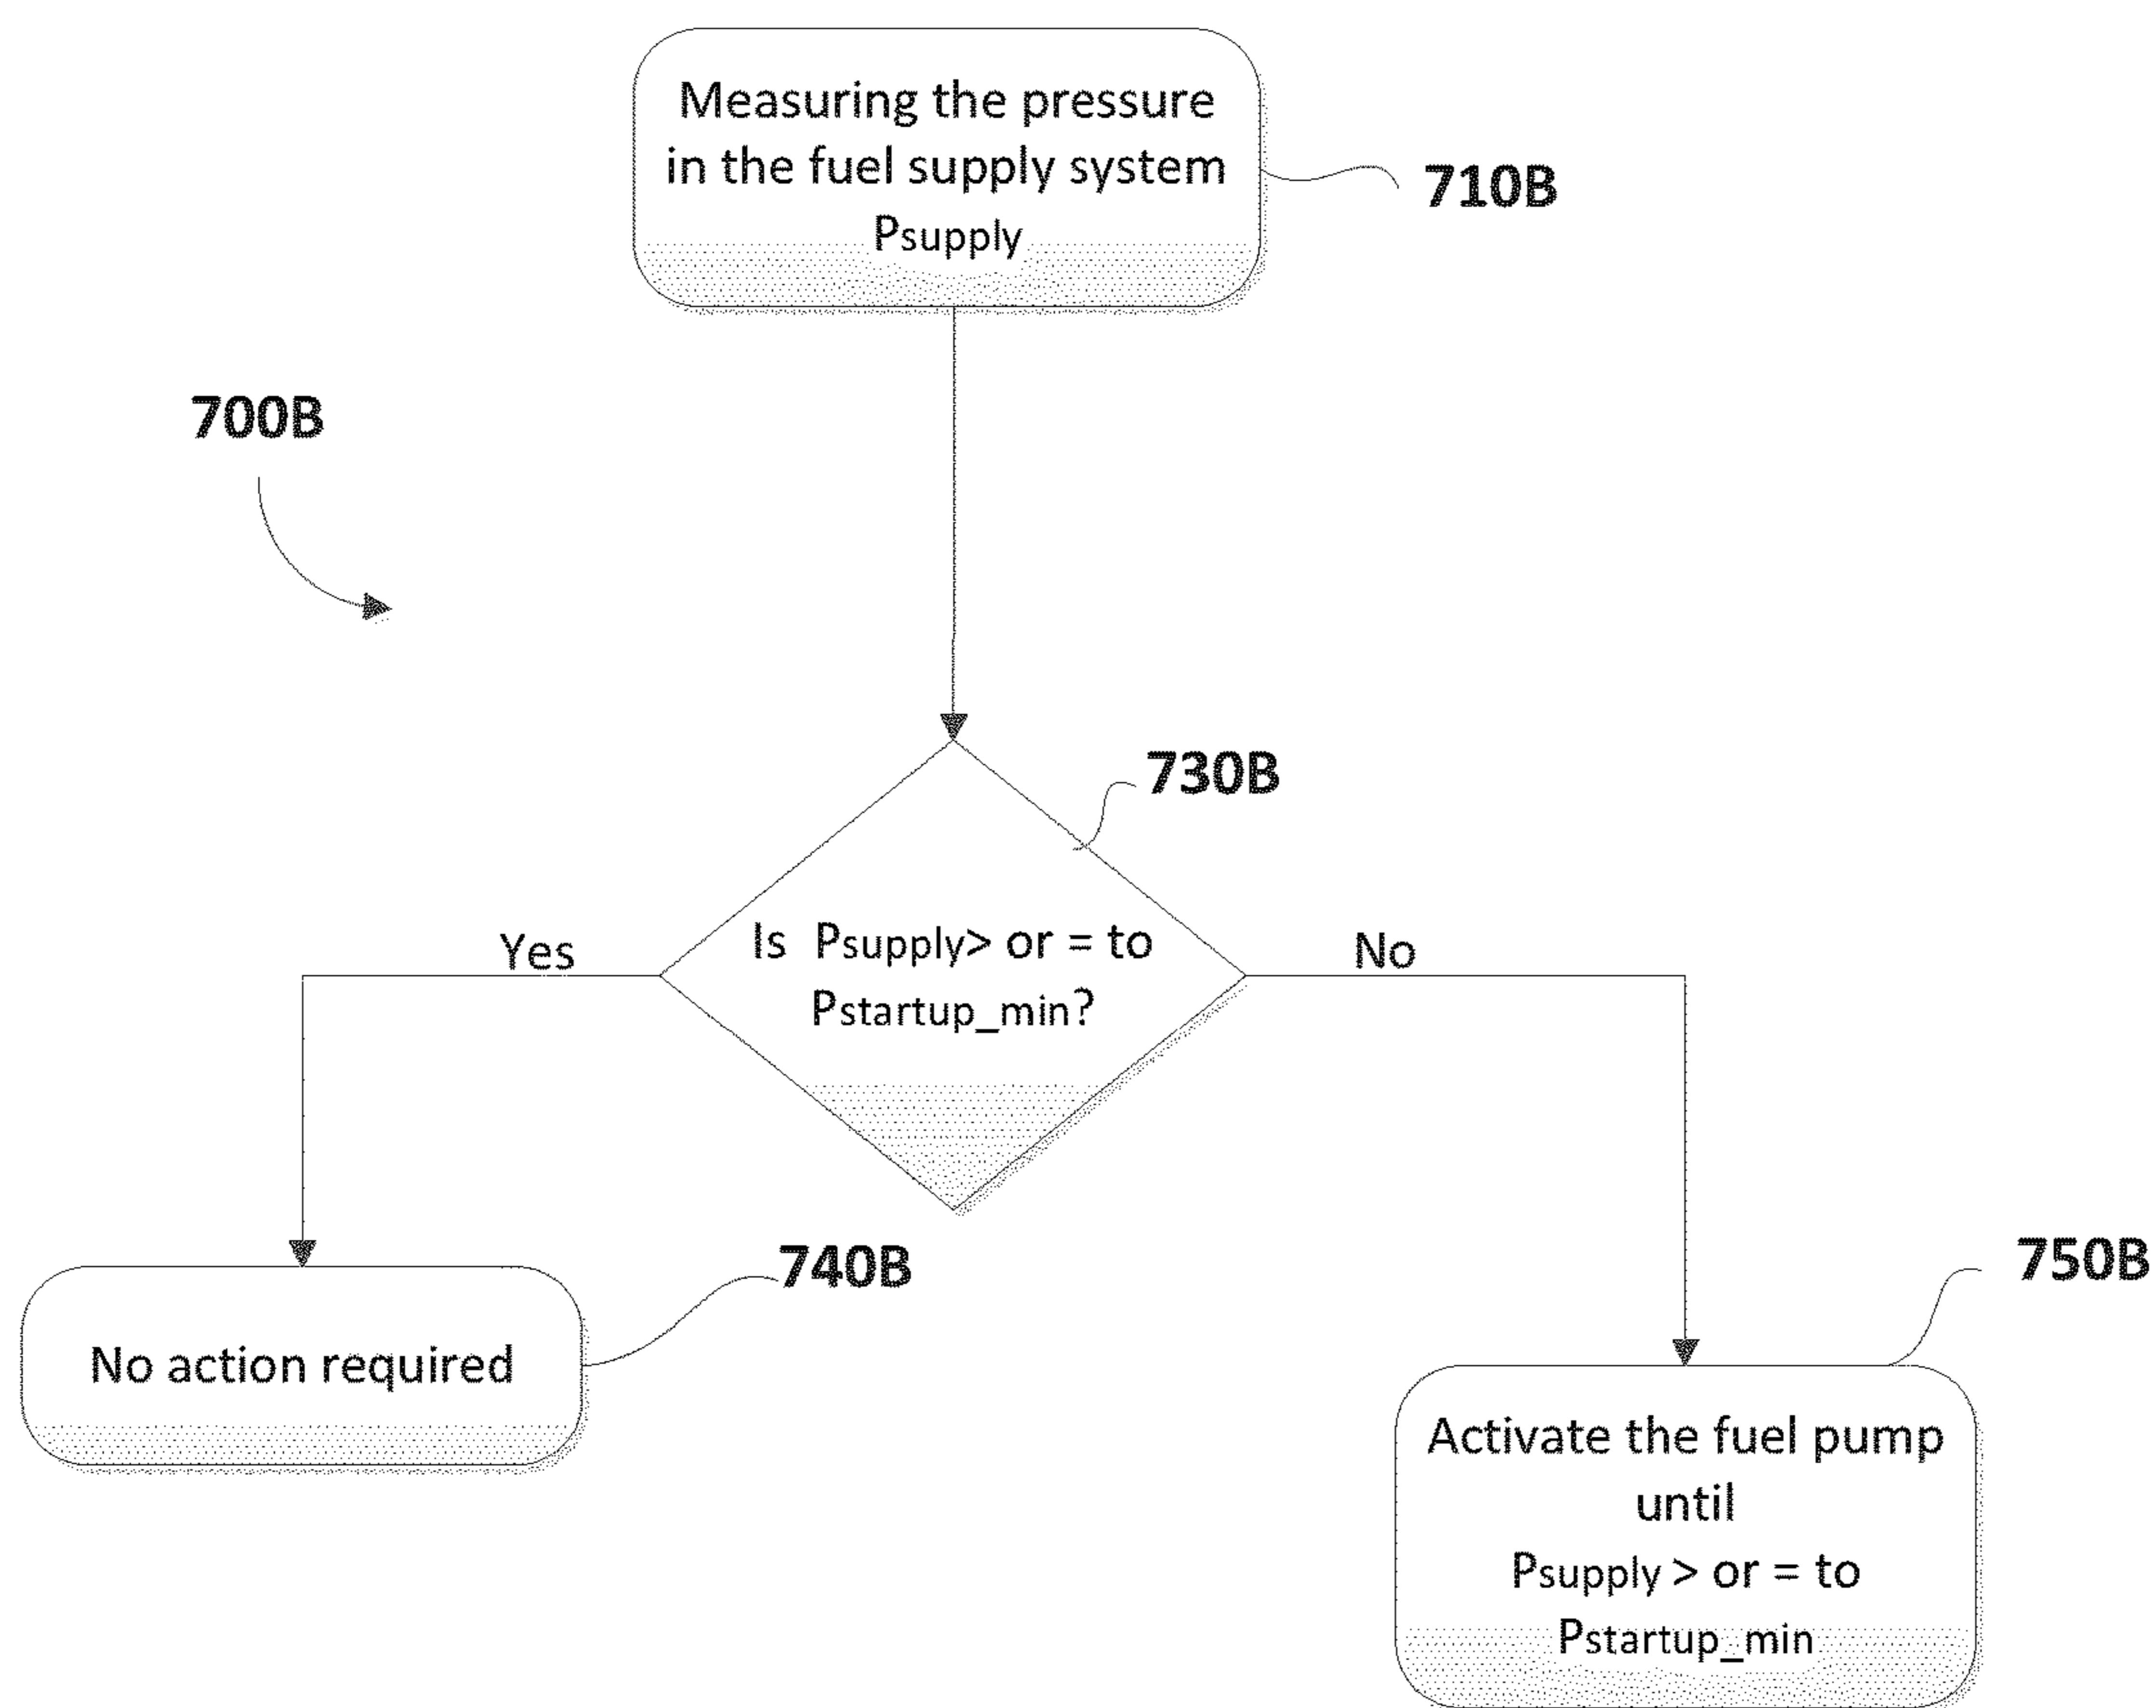 Measuring the pressure
in the fuel supply system
Psupply
710B
700B
730B
Is Psupply> or = to
Pstartup_min?
Yes
No
740B
No action required
750B
Activate the fuel pump
until
Psupply > or = to
Pstartup_min